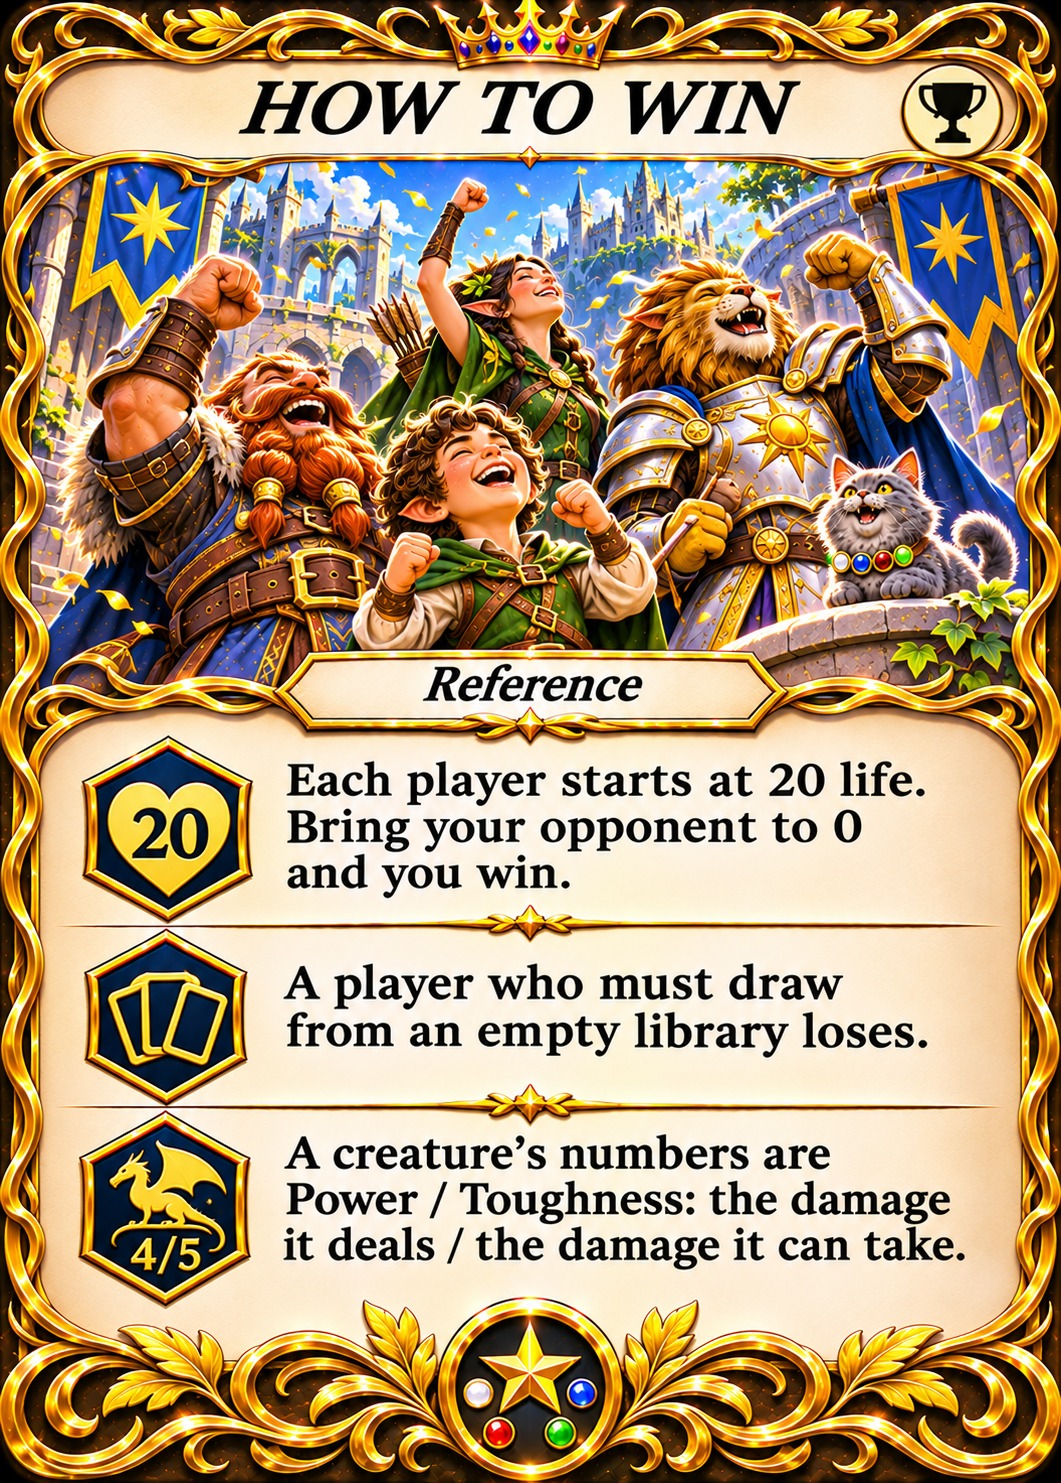 HOW TO WIN
Reference
20
Each player starts at 20 life.
Bring your opponent to 0
and you win.
A player who must draw
from an empty library loses.
4/5
A creature's numbers are
Power / Toughness: the damage
it deals / the damage it can take.